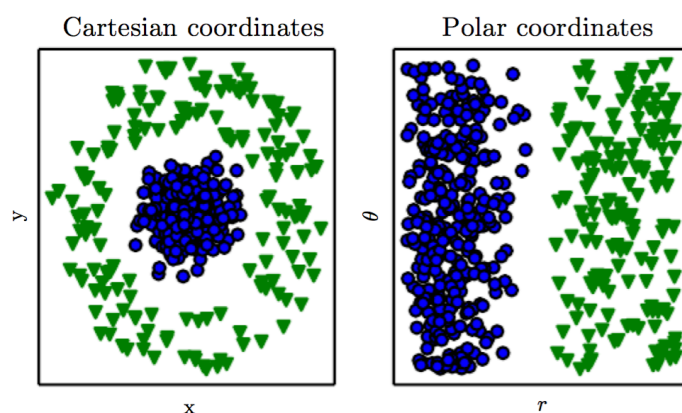 Cartesian coordinates
Polar coordinates
y
θ
x
r